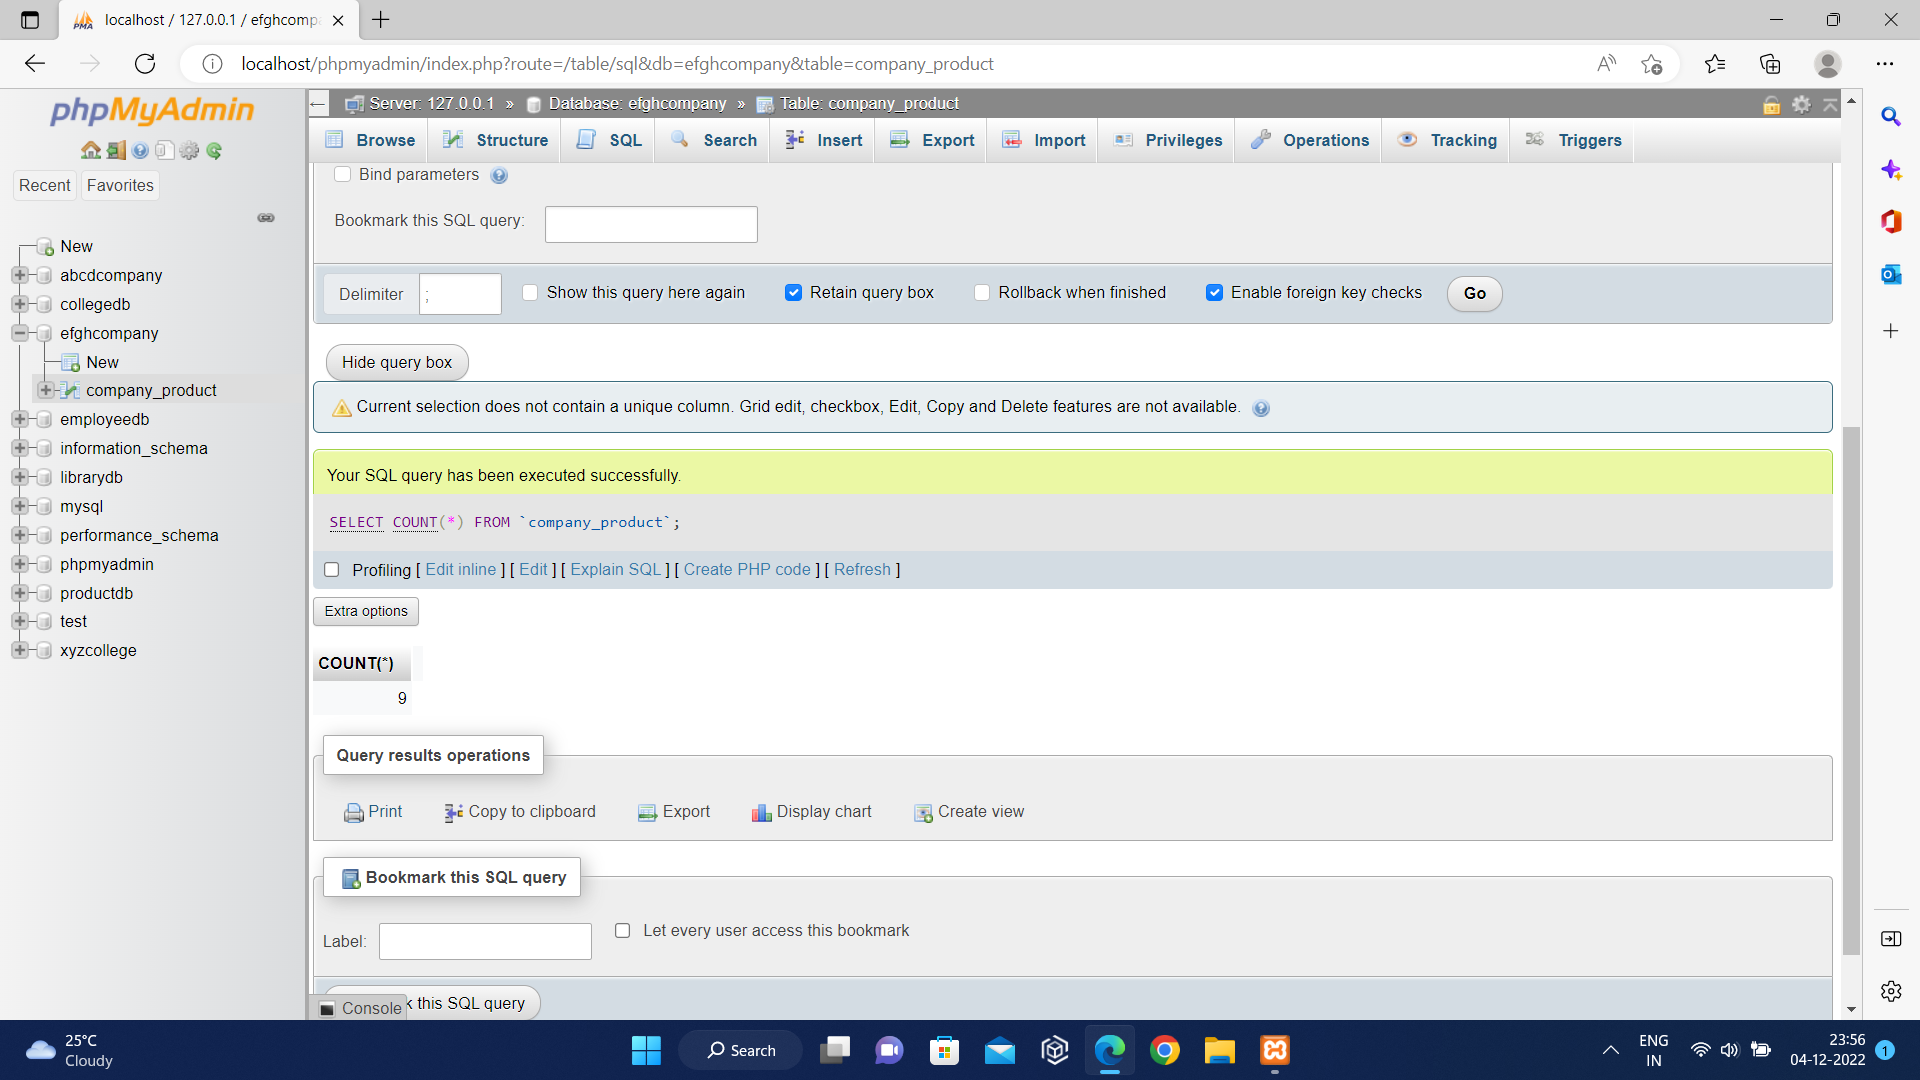 localhost / 127.0.0.1 / efghcomp
localhost/phpmyadmin/index.php?route=/table/sql&db=efghcompany&table=company_product
phpMyAdmin
Recent
Favorites
New
abcdcompany
collegedb
efghcompany
New
company_product
employeedb
information_schema
librarydb
mysql
performance_schema
phpmyadmin
productdb
test
xyzcollege
Server: 127.0.0.1 » Database: efghcompany » Table: company_product
Browse Structure SQL Search Insert Export Import Privileges Operations Tracking Triggers
Bind parameters
Bookmark this SQL query:
Delimiter ; Show this query here again Retain query box Rollback when finished Enable foreign key checks Go
Hide query box
Current selection does not contain a unique column. Grid edit, checkbox, Edit, Copy and Delete features are not available.
Your SQL query has been executed successfully.
SELECT COUNT(*) FROM `company_product`;
Profiling [ Edit inline ] [ Edit ] [ Explain SQL ] [ Create PHP code ] [ Refresh ]
Extra options
COUNT(*)
9
Query results operations
Print Copy to clipboard Export Display chart Create view
Bookmark this SQL query
Label: Let every user access this bookmark
Console k this SQL query
25°C
Cloudy
Search
ENG
IN
23:56
04-12-2022
1